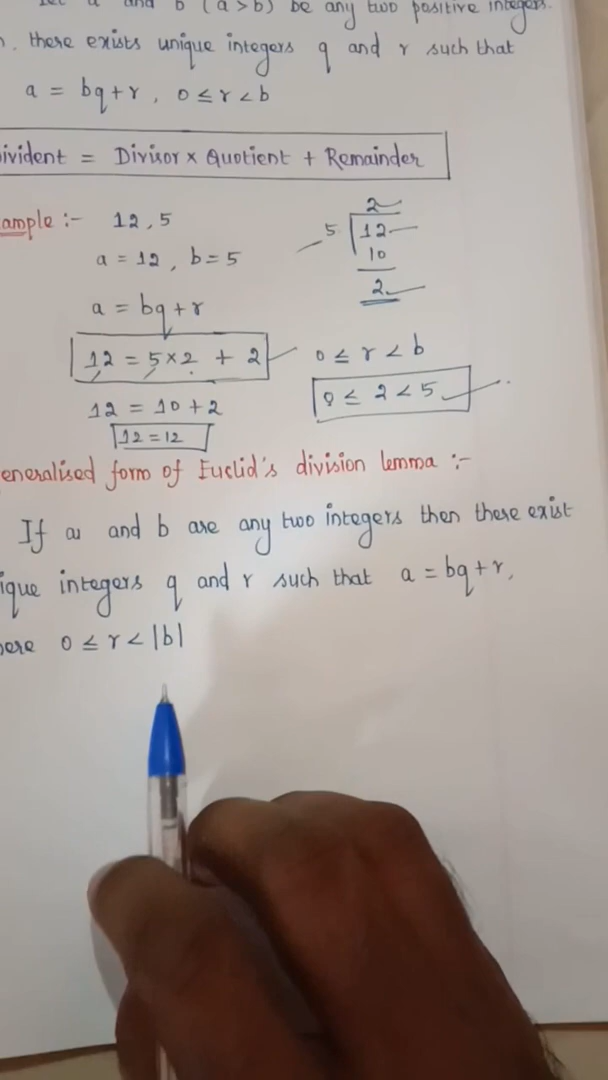 a and b (a > b) be any two positive integers.
there exists unique integers q and r such that
a = bq + r , 0 ≤ r < b
ivident = Divisor × Quotient + Remainder
ample :- 12 , 5
a = 12 , b = 5
a = bq + r
12 = 5 × 2 + 2
12 = 10 + 2
12 = 12
2
5 12
10
2
0 ≤ r < b
0 ≤ 2 < 5
eneralised form of Euclid's division lemma :-
If a and b are any two integers then there exist
ique integers q and r such that a = bq + r,
ere 0 ≤ r < |b|